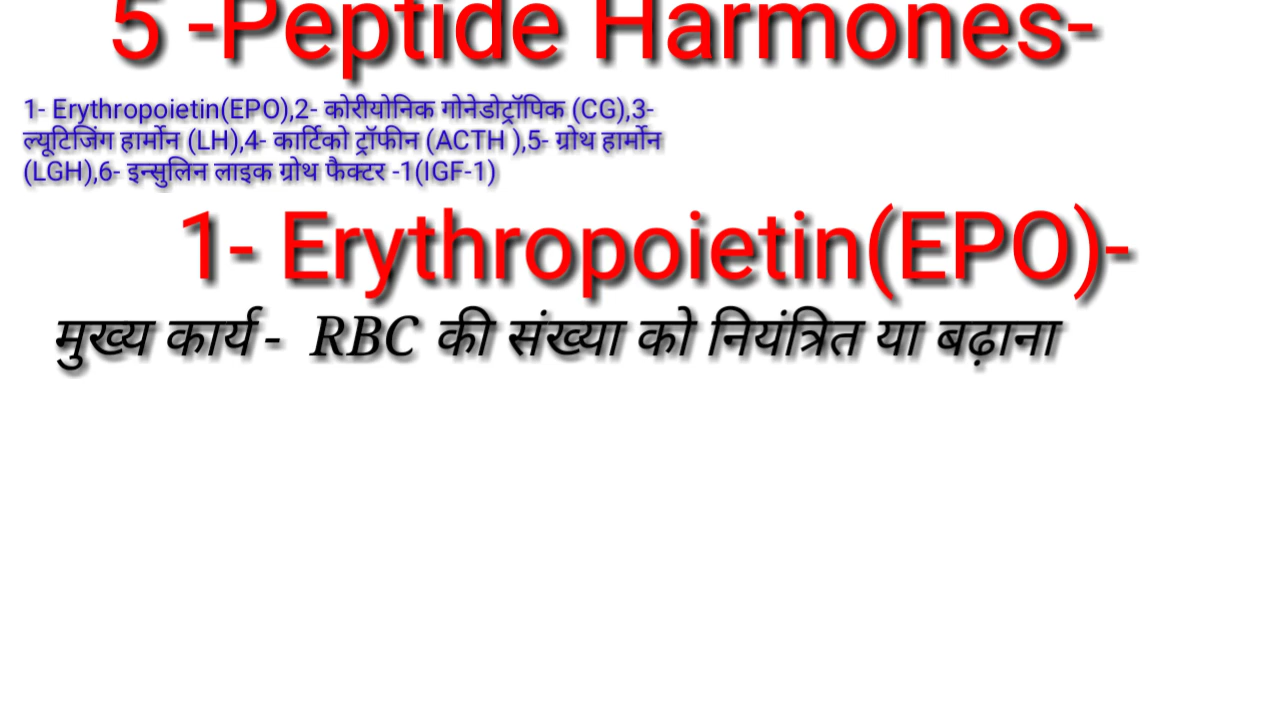 5 -Peptide Harmones-
1- Erythropoietin(EPO),2- कोरीयोनिक गोनेडोट्रॉपिक (CG),3-
ल्यूटिजिंग हार्मोन (LH),4- कार्टिको ट्रॉफीन (ACTH ),5- ग्रोथ हार्मोन
(LGH),6- इन्सुलिन लाइक ग्रोथ फैक्टर -1(IGF-1)
1- Erythropoietin(EPO)-
मुख्य कार्य - RBC की संख्या को नियंत्रित या बढ़ाना